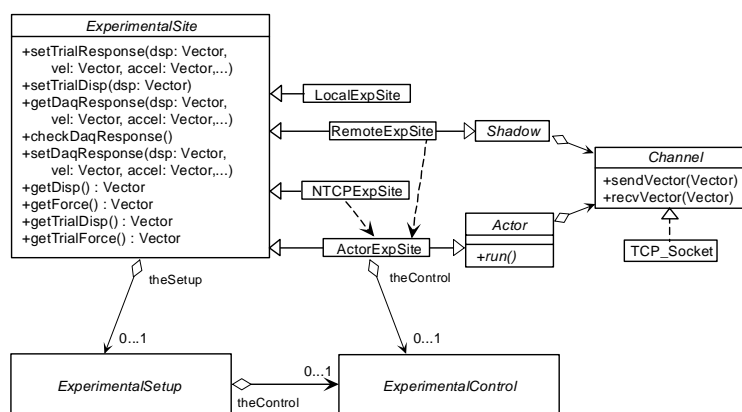 ExperimentalSite
+setTrialResponse(dsp: Vector,
vel: Vector, accel: Vector,...)
+setTrialDisp(dsp: Vector)
+getDaqResponse(dsp: Vector,
vel: Vector, accel: Vector,...)
+checkDaqResponse()
+setDaqResponse(dsp: Vector,
vel: Vector, accel: Vector,...)
+getDisp() : Vector
+getForce() : Vector
+getTrialDisp() : Vector
+getTrialForce() : Vector
LocalExpSite
RemoteExpSite
Shadow
NTCPExpSite
ActorExpSite
Actor
+run()
Channel
+sendVector(Vector)
+recvVector(Vector)
TCP_Socket
theSetup
theControl
0...1
0...1
ExperimentalSetup
0...1
theControl
ExperimentalControl